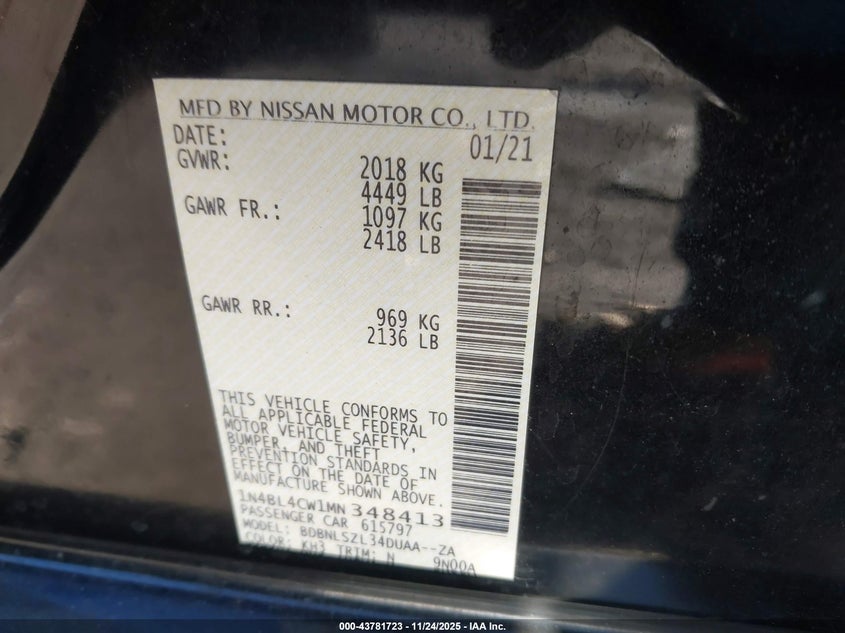 MFD BY NISSAN MOTOR CO., LTD.
DATE: 01/21
GVWR: 2018 KG
4449 LB
GAWR FR.: 1097 KG
2418 LB
GAWR RR.: 969 KG
2136 LB
THIS VEHICLE CONFORMS TO
ALL APPLICABLE FEDERAL
MOTOR VEHICLE SAFETY,
BUMPER, AND THEFT
PREVENTION STANDARDS IN
EFFECT ON THE DATE OF
MANUFACTURE SHOWN ABOVE.
1N4BL4CW1MN 348413
PASSENGER CAR 615797
MODEL: BDBNLSZL34DUAA--ZA
COLOR: KH3 TRIM: N 9N00A
000-43781723 - 11/24/2025 - IAA Inc.